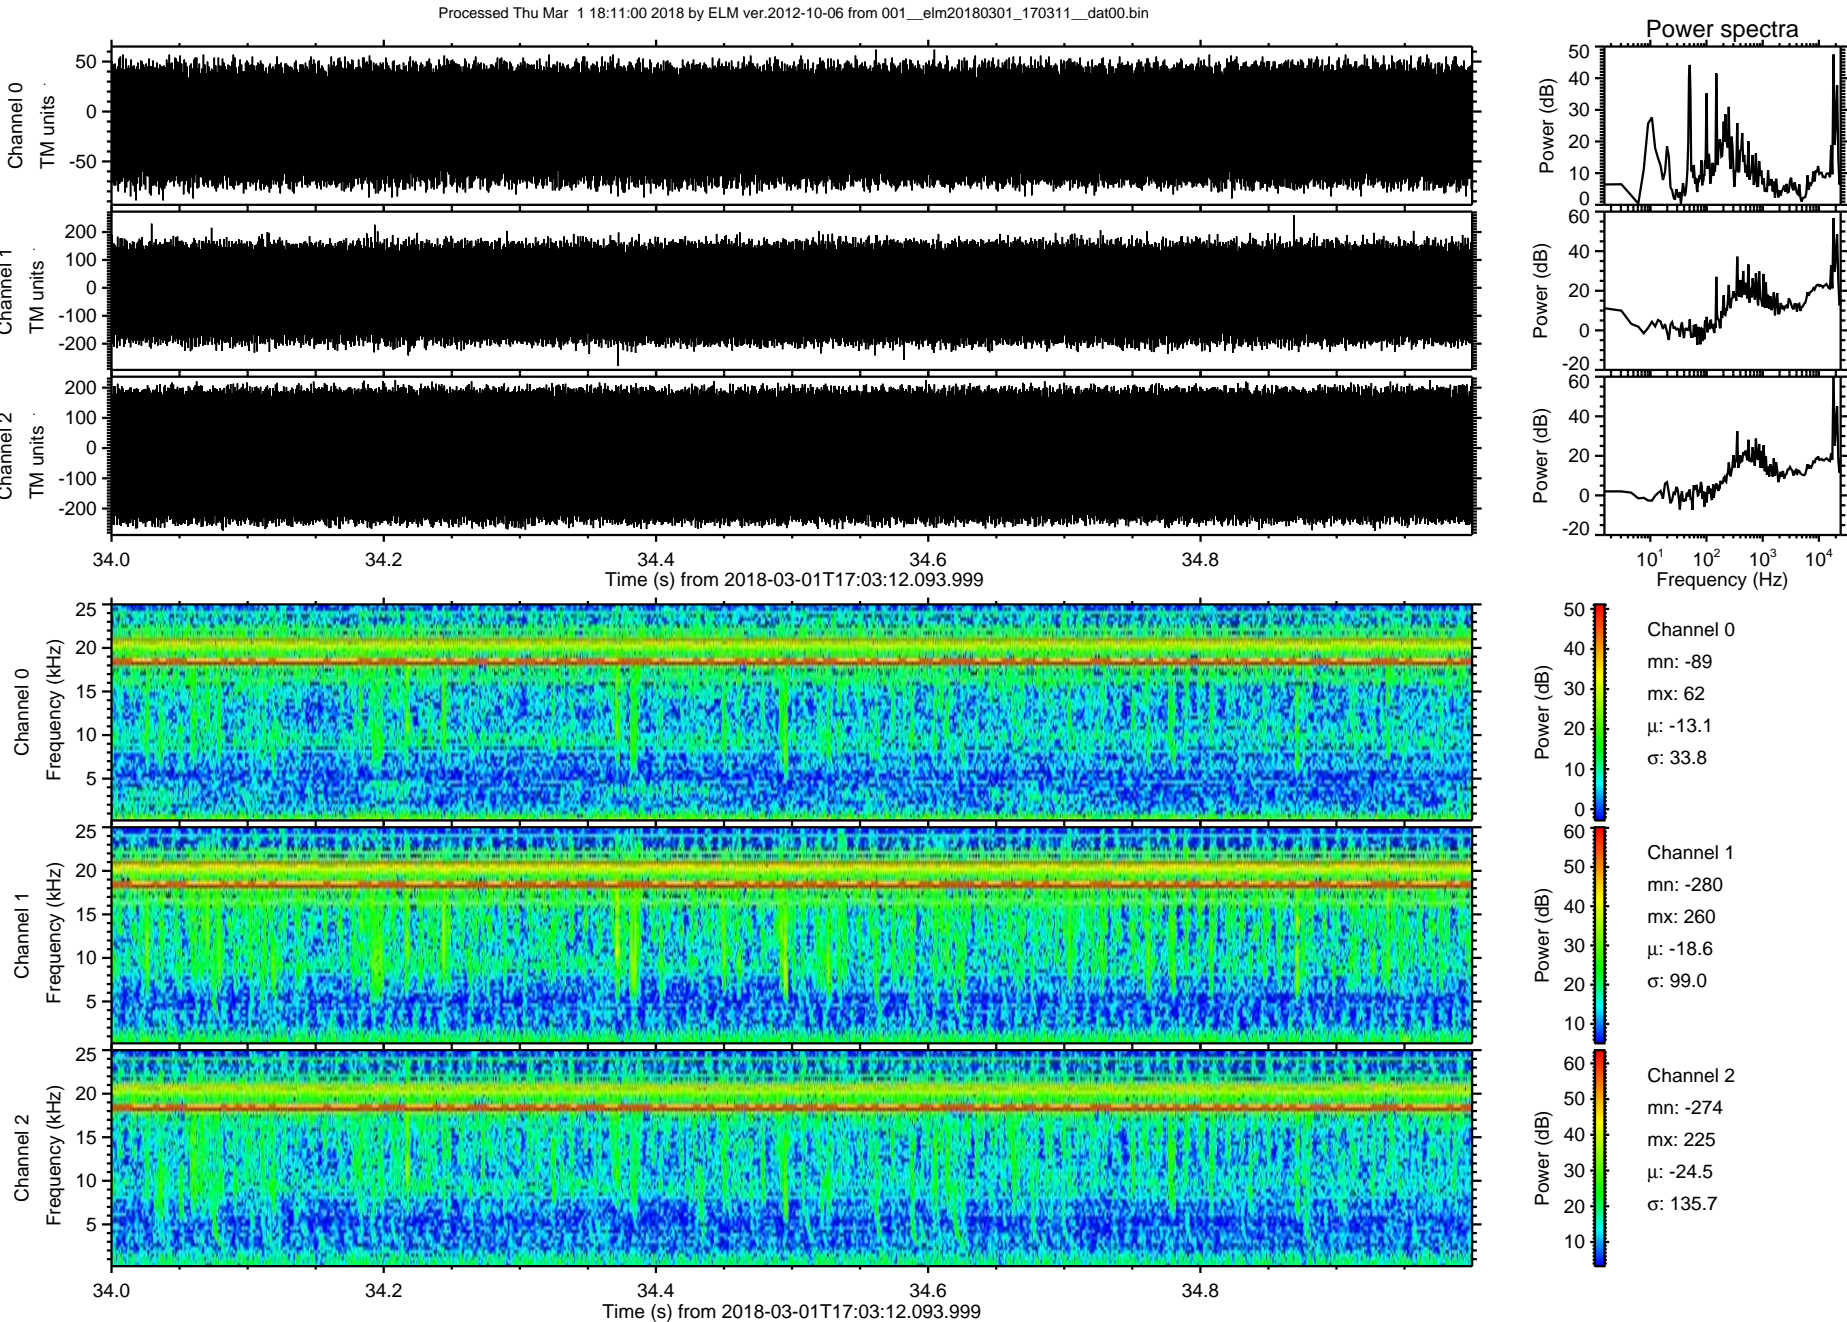 Processed Thu Mar  1 18:11:00 2018 by ELM ver.2012-10-06 from 001__elm20180301_170311__dat00.bin
Power spectra
Channel 0
TM units
50
0
-50
Power (dB)
50
40
30
20
10
0
Channel 1
TM units
200
100
0
-100
-200
Power (dB)
60
40
20
0
-20
Channel 2
TM units
200
100
0
-100
-200
Power (dB)
60
40
20
0
-20
34.0 34.2 34.4 34.6 34.8
Time (s) from 2018-03-01T17:03:12.093.999
10^1 10^2 10^3 10^4
Frequency (Hz)
Channel 0
Frequency (kHz)
25
20
15
10
5
Power (dB)
50
40
30
20
10
0
Channel 0
mn: -89
mx: 62
μ: -13.1
σ: 33.8
Channel 1
Frequency (kHz)
25
20
15
10
5
Power (dB)
60
50
40
30
20
10
Channel 1
mn: -280
mx: 260
μ: -18.6
σ: 99.0
Channel 2
Frequency (kHz)
25
20
15
10
5
Power (dB)
60
50
40
30
20
10
Channel 2
mn: -274
mx: 225
μ: -24.5
σ: 135.7
34.0 34.2 34.4 34.6 34.8
Time (s) from 2018-03-01T17:03:12.093.999